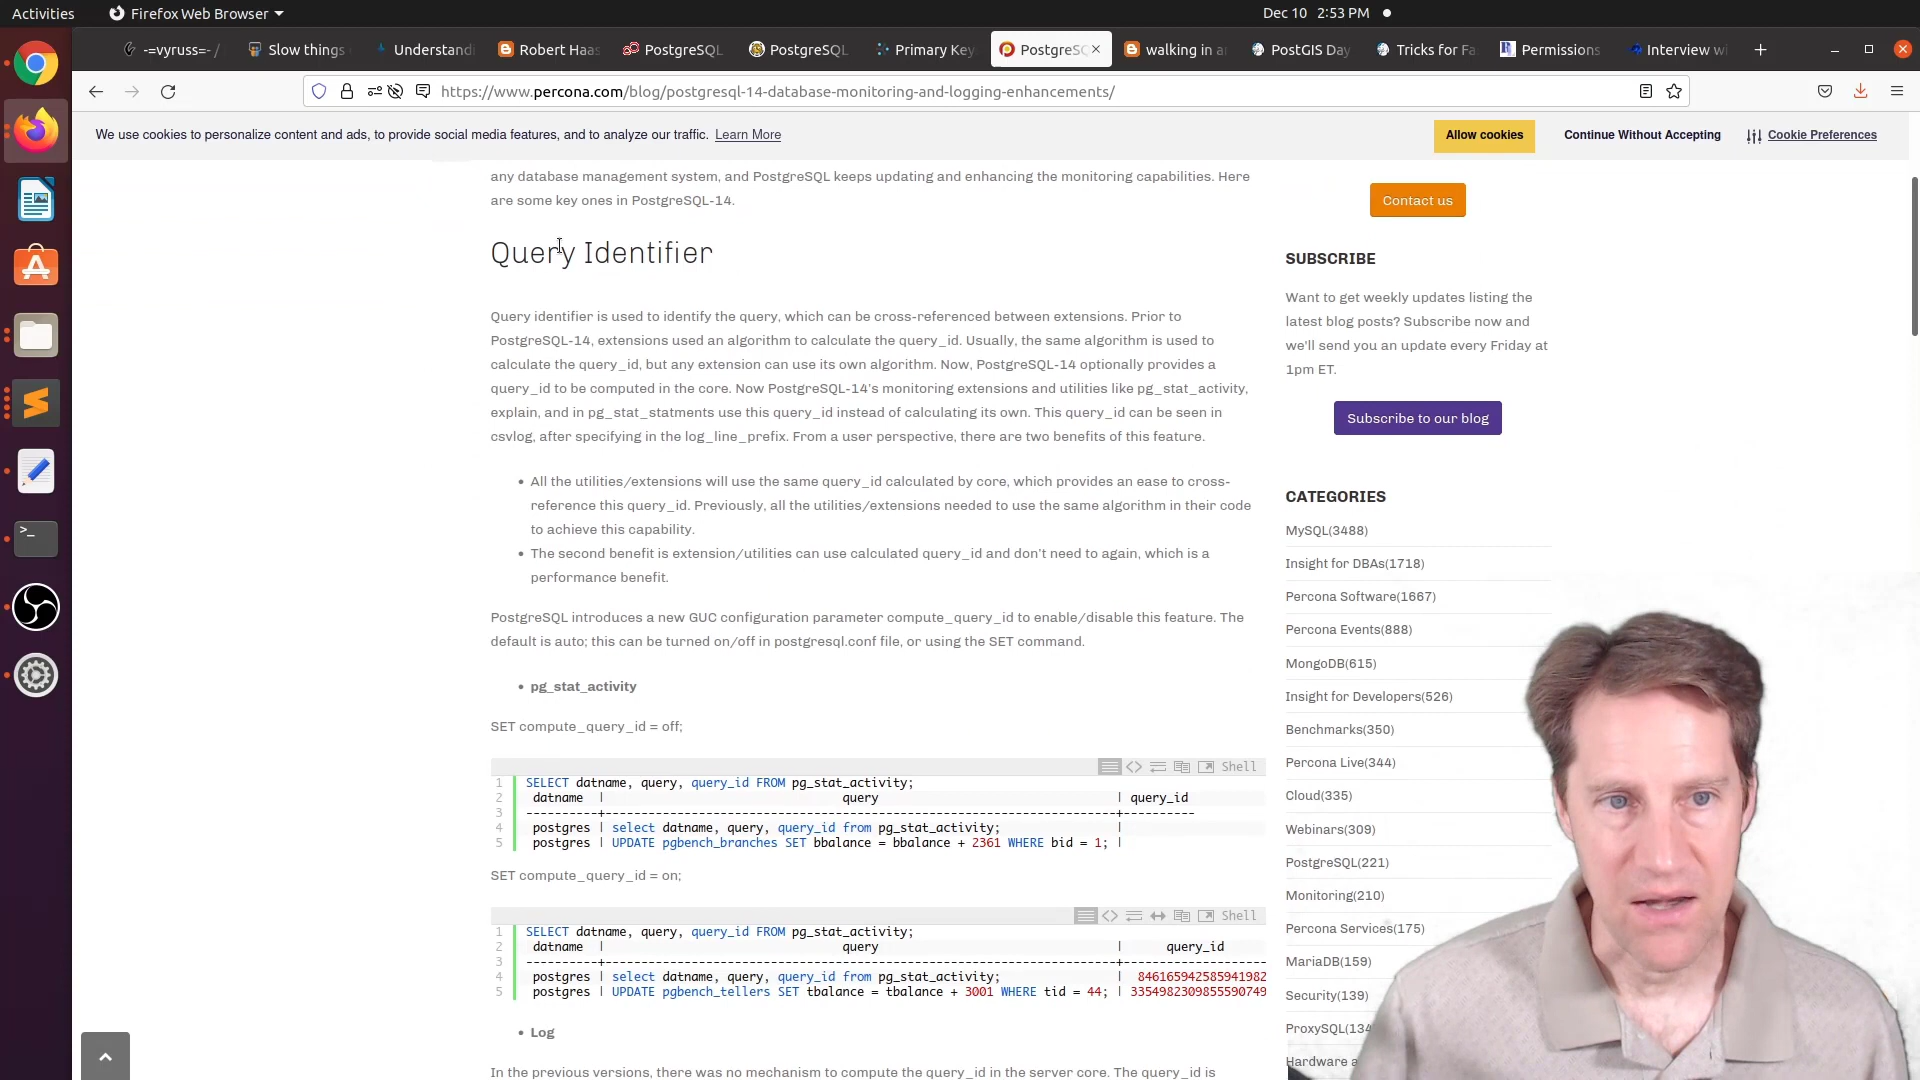 Activities
Firefox Web Browser
Dec 10 2:53 PM
-=vyruss=- /
Slow things
Understandi
Robert Haas
PostgreSQL
PostgreSQL
Primary Key
PostgreSQ
walking in a
PostGIS Day
Tricks for Fa
Permissions
Interview wi
https://www.percona.com/blog/postgresql-14-database-monitoring-and-logging-enhancements/
We use cookies to personalize content and ads, to provide social media features, and to analyze our traffic. Learn More
Allow cookies
Continue Without Accepting
Cookie Preferences
any database management system, and PostgreSQL keeps updating and enhancing the monitoring capabilities. Here
are some key ones in PostgreSQL-14.
Query Identifier
Query identifier is used to identify the query, which can be cross-referenced between extensions. Prior to
PostgreSQL-14, extensions used an algorithm to calculate the query_id. Usually, the same algorithm is used to
calculate the query_id, but any extension can use its own algorithm. Now, PostgreSQL-14 optionally provides a
query_id to be computed in the core. Now PostgreSQL-14's monitoring extensions and utilities like pg_stat_activity,
explain, and in pg_stat_statments use this query_id instead of calculating its own. This query_id can be seen in
csvlog, after specifying in the log_line_prefix. From a user perspective, there are two benefits of this feature.
• All the utilities/extensions will use the same query_id calculated by core, which provides an ease to cross-
reference this query_id. Previously, all the utilities/extensions needed to use the same algorithm in their code
to achieve this capability.
• The second benefit is extension/utilities can use calculated query_id and don't need to again, which is a
performance benefit.
PostgreSQL introduces a new GUC configuration parameter compute_query_id to enable/disable this feature. The
default is auto; this can be turned on/off in postgresql.conf file, or using the SET command.
• pg_stat_activity
SET compute_query_id = off;
Shell
1 SELECT datname, query, query_id FROM pg_stat_activity;
2 datname | query | query_id
3 ----------+------------------------------------------------------------------------+----------
4 postgres | select datname, query, query_id from pg_stat_activity; |
5 postgres | UPDATE pgbench_branches SET bbalance = bbalance + 2361 WHERE bid = 1; |
SET compute_query_id = on;
Shell
1 SELECT datname, query, query_id FROM pg_stat_activity;
2 datname | query | query_id
3 ----------+------------------------------------------------------------------------+--------------------
4 postgres | select datname, query, query_id from pg_stat_activity; | 846165942585941982
5 postgres | UPDATE pgbench_tellers SET tbalance = tbalance + 3001 WHERE tid = 44; | 3354982309855590749
• Log
In the previous versions, there was no mechanism to compute the query_id in the server core. The query_id is
Contact us
SUBSCRIBE
Want to get weekly updates listing the
latest blog posts? Subscribe now and
we'll send you an update every Friday at
1pm ET.
Subscribe to our blog
CATEGORIES
MySQL(3488)
Insight for DBAs(1718)
Percona Software(1667)
Percona Events(888)
MongoDB(615)
Insight for Developers(526)
Benchmarks(350)
Percona Live(344)
Cloud(335)
Webinars(309)
PostgreSQL(221)
Monitoring(210)
Percona Services(175)
MariaDB(159)
Security(139)
ProxySQL(134
Hardware a